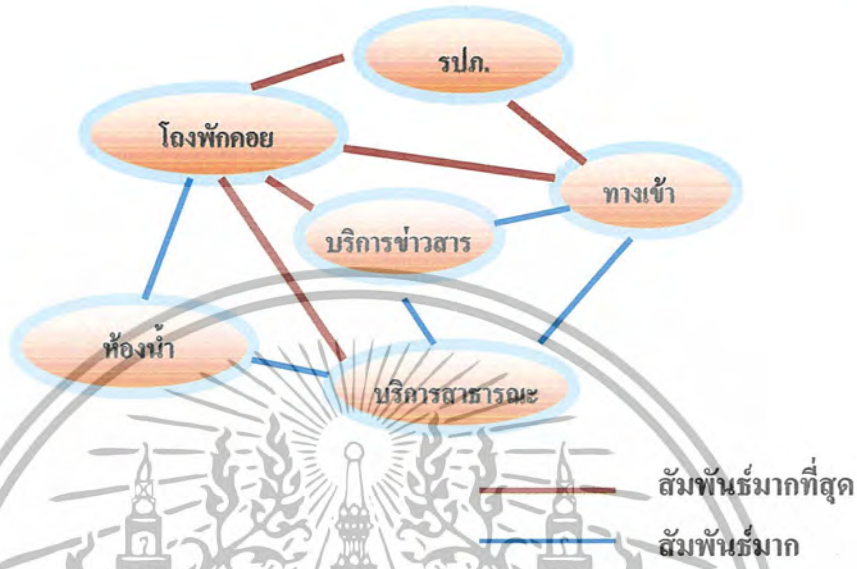 รปภ.
โถงพักคอย
ทางเข้า
บริการข่าวสาร
ห้องน้ำ
บริการสาธารณะ
สัมพันธ์มากที่สุด
สัมพันธ์มาก